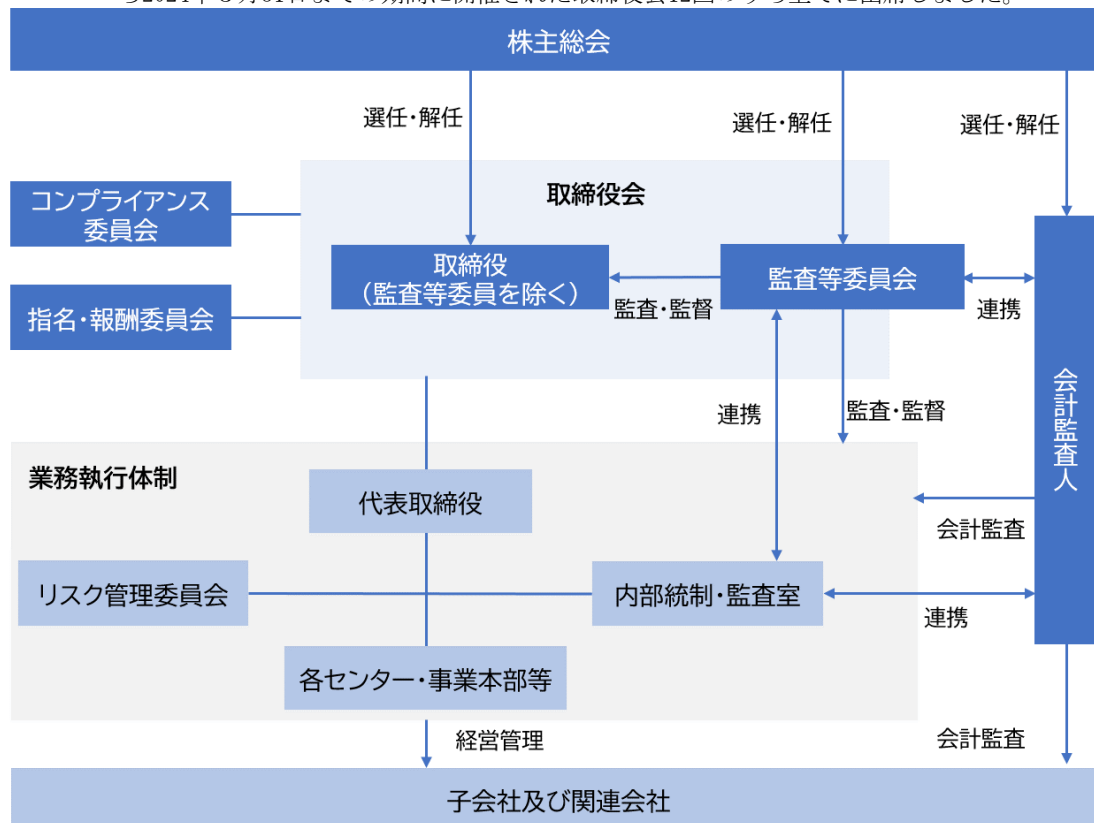 株主総会
選任・解任
選任・解任
選任・解任
取締役会
コンプライアンス
委員会
取締役
（監査等委員を除く）
監査等委員会
監査・監督
連携
指名・報酬委員会
会計監査人
連携
監査・監督
業務執行体制
代表取締役
会計監査
リスク管理委員会
内部統制・監査室
連携
各センター・事業本部等
経営管理
会計監査
子会社及び関連会社